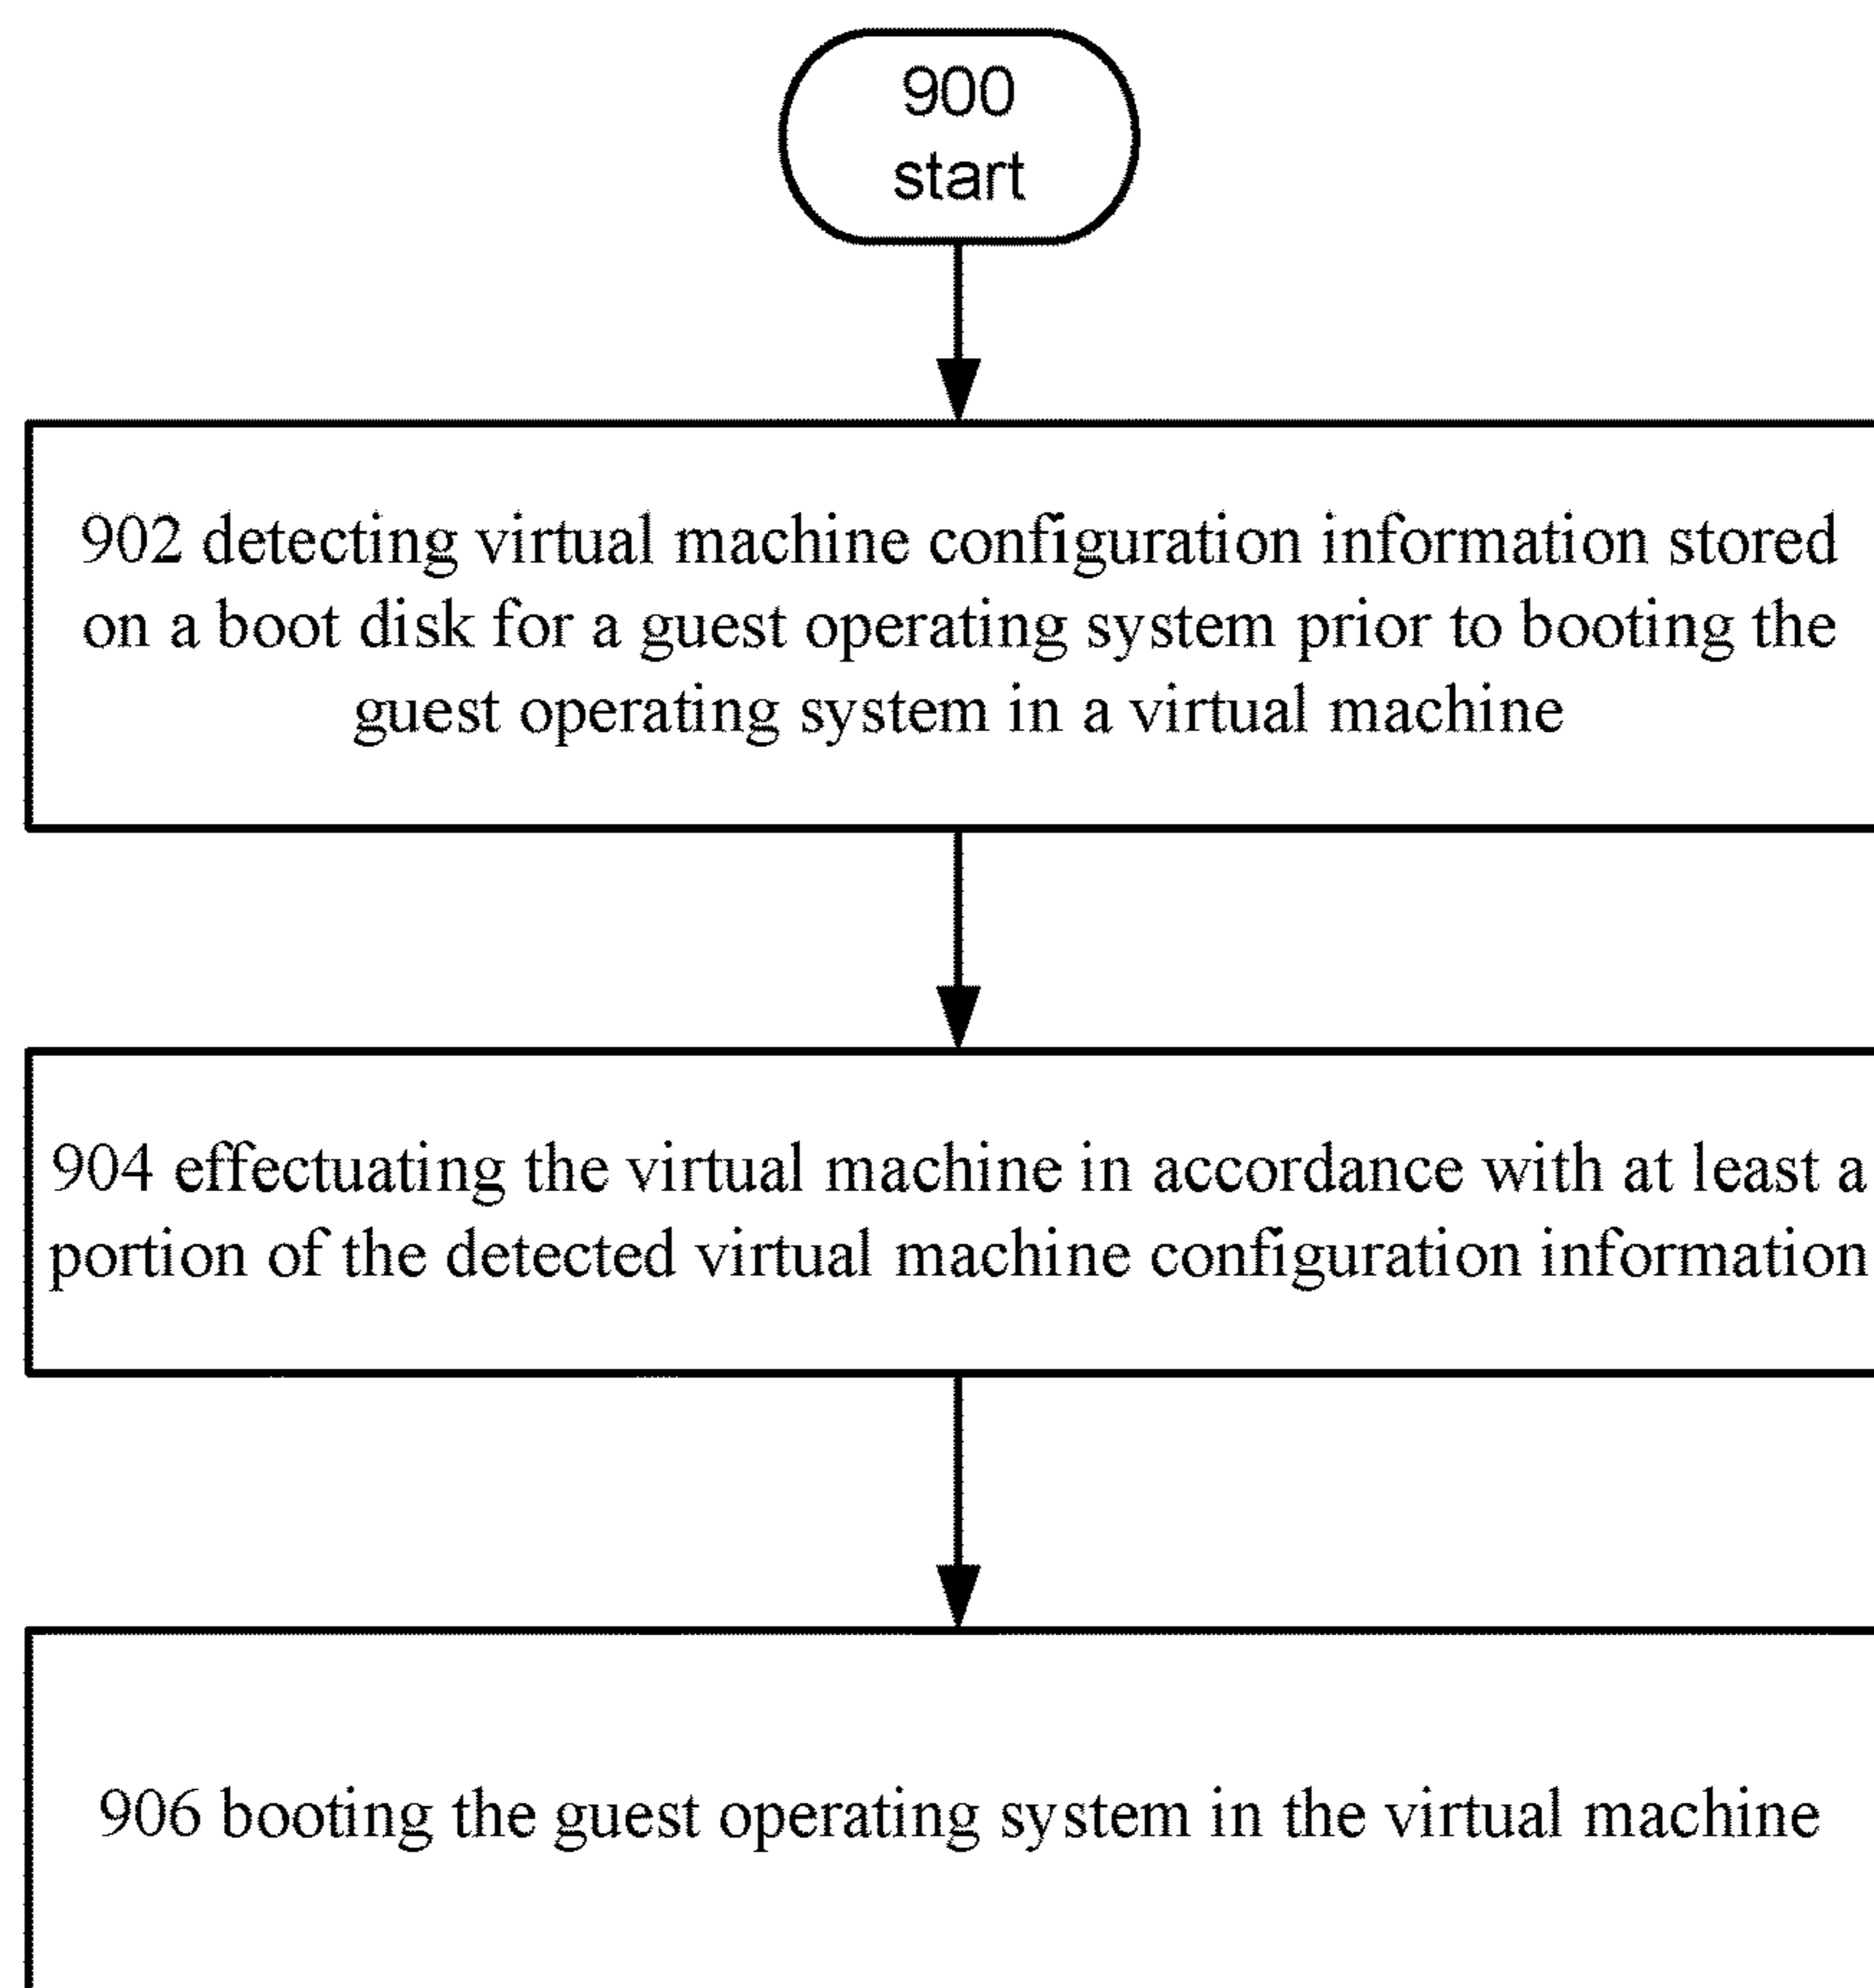 900
start
902 detecting virtual machine configuration information stored
on a boot disk for a guest operating system prior to booting the
guest operating system in a virtual machine
904 effectuating the virtual machine in accordance with at least a
portion of the detected virtual machine configuration information
906 booting the guest operating system in the virtual machine